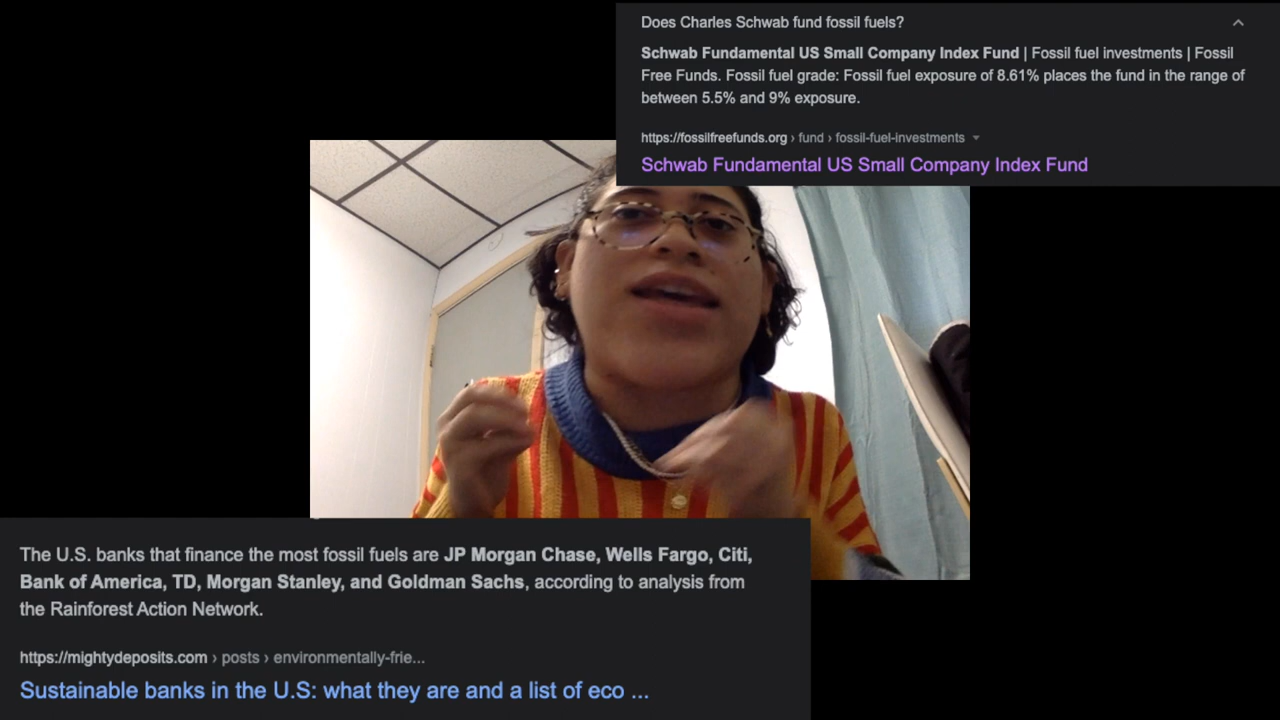 Does Charles Schwab fund fossil fuels?
Schwab Fundamental US Small Company Index Fund | Fossil fuel investments | Fossil
Free Funds. Fossil fuel grade: Fossil fuel exposure of 8.61% places the fund in the range of
between 5.5% and 9% exposure.
https://fossilfreefunds.org › fund › fossil-fuel-investments
Schwab Fundamental US Small Company Index Fund
The U.S. banks that finance the most fossil fuels are JP Morgan Chase, Wells Fargo, Citi,
Bank of America, TD, Morgan Stanley, and Goldman Sachs, according to analysis from
the Rainforest Action Network.
https://mightydeposits.com › posts › environmentally-frie...
Sustainable banks in the U.S: what they are and a list of eco ...